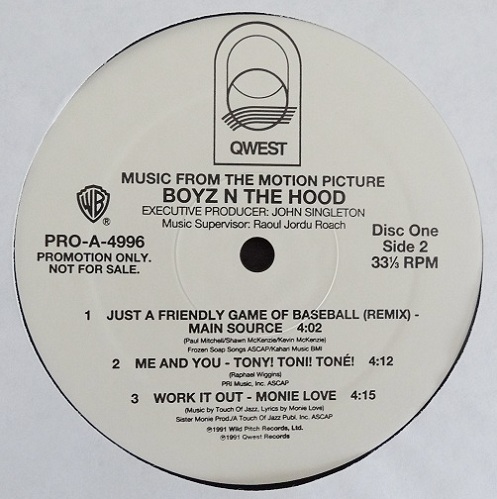 QWEST
MUSIC FROM THE MOTION PICTURE
BOYZ N THE HOOD
EXECUTIVE PRODUCER: JOHN SINGLETON
Music Supervisor: Raoul Jordu Roach
WB
®
PRO-A-4996
PROMOTION ONLY.
NOT FOR SALE.
Disc One
Side 2
33⅓ RPM
1 JUST A FRIENDLY GAME OF BASEBALL (REMIX) -
MAIN SOURCE 4:02
(Paul Mitchell/Shawn McKenzie/Kevin McKenzie)
Frozen Soap Songs ASCAP/Kahari Music BMI
2 ME AND YOU - TONY! TONI! TONÉ! 4:12
(Raphael Wiggins)
PRI Music, Inc. ASCAP
3 WORK IT OUT - MONIE LOVE 4:15
(Music by Touch Of Jazz, Lyrics by Monie Love)
Sister Monie Prod./A Touch Of Jazz Publ. Inc. ASCAP
℗1991 Wild Pitch Records, Ltd.
℗1991 Qwest Records